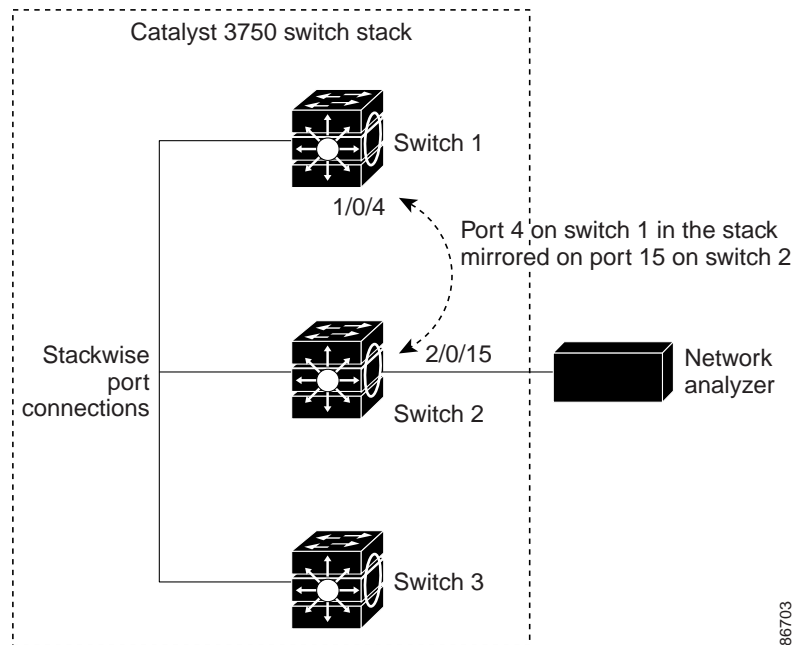 Catalyst 3750 switch stack
Switch 1
1/0/4
Port 4 on switch 1 in the stack
mirrored on port 15 on switch 2
Stackwise
port
connections
2/0/15
Switch 2
Network
analyzer
Switch 3
86703